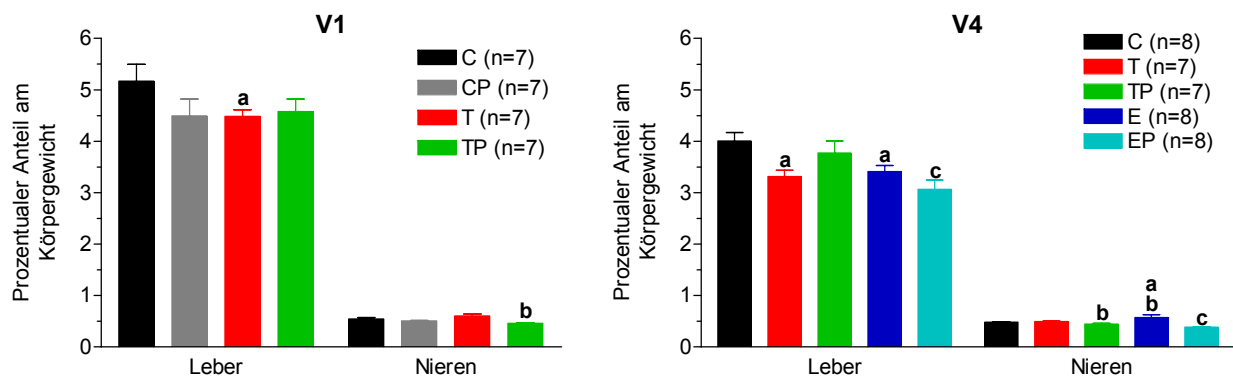 V1
Prozentualer Anteil am
Körpergewicht
6
5
4
3
2
1
0
C (n=7)
CP (n=7)
T (n=7)
TP (n=7)
a
b
Leber
Nieren
V4
Prozentualer Anteil am
Körpergewicht
6
5
4
3
2
1
0
C (n=8)
T (n=7)
TP (n=7)
E (n=8)
EP (n=8)
a
a
c
a
b
b
c
Leber
Nieren